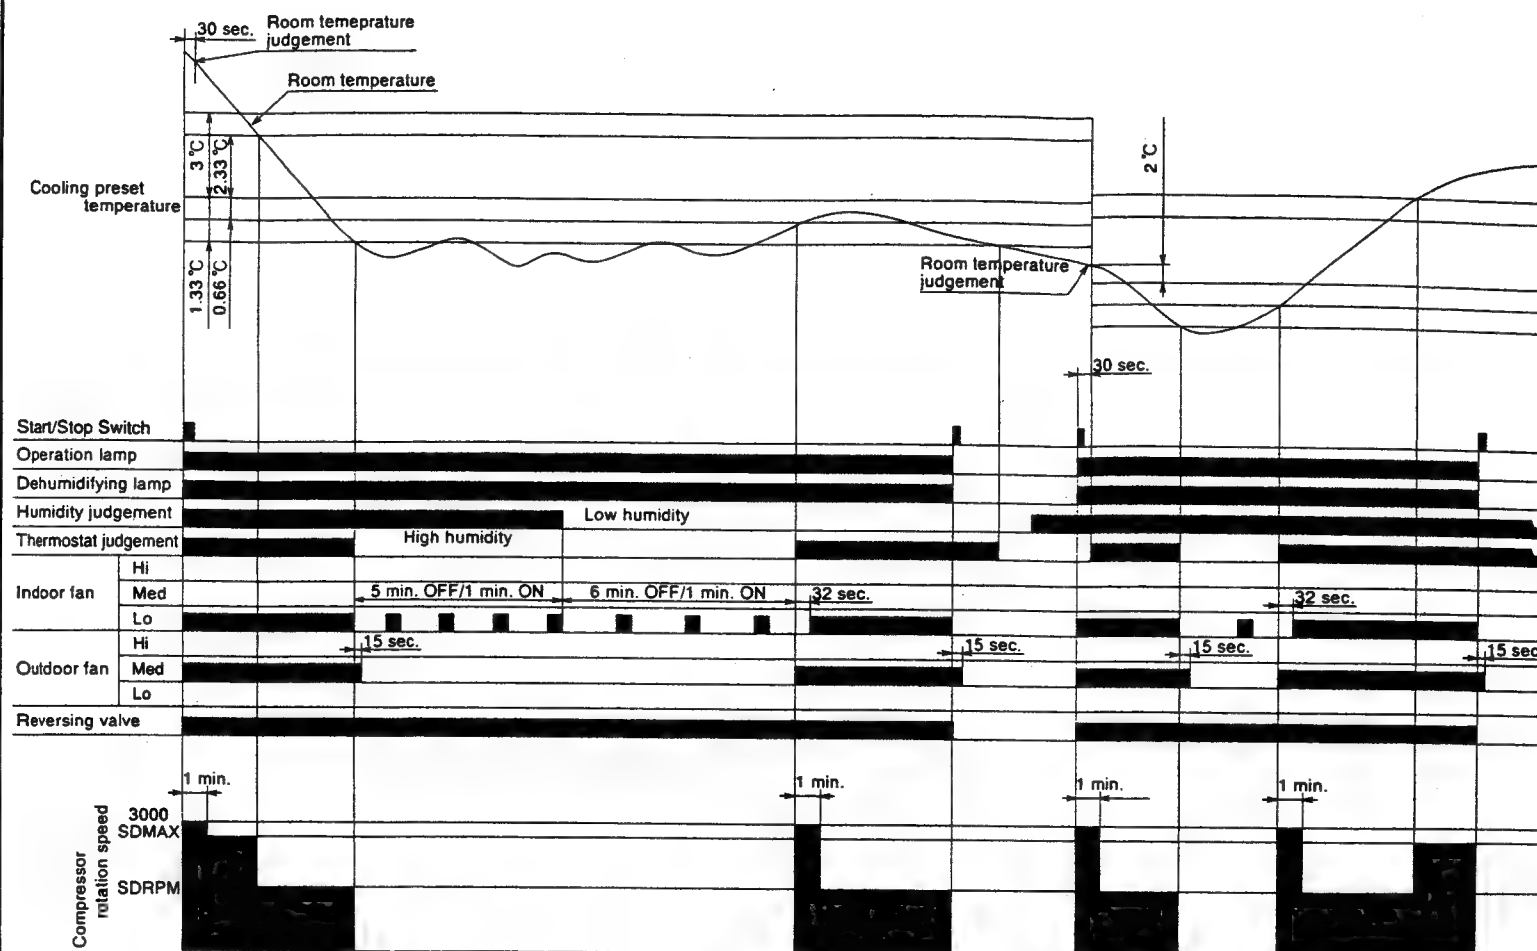 30 sec.
Room temeprature
judgement
Room temperature
3 °C
2.33 °C
Cooling preset
temperature
1.33 °C
0.66 °C
2 °C
Room temperature
judgement
30 sec.
Start/Stop Switch
Operation lamp
Dehumidifying lamp
Humidity judgement
Low humidity
Thermostat judgement
High humidity
Indoor fan
Hi
Med
Lo
5 min. OFF/1 min. ON
6 min. OFF/1 min. ON
32 sec.
32 sec.
Outdoor fan
Hi
Med
Lo
15 sec.
15 sec.
15 sec.
15 sec
Reversing valve
1 min.
1 min.
1 min.
1 min.
Compressor
rotation speed
3000
SDMAX
SDRPM